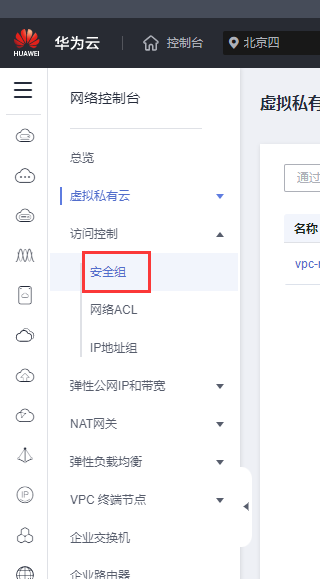 HUAWEI
华为云
控制台
北京四
网络控制台
总览
虚拟私有云
访问控制
安全组
网络ACL
IP地址组
弹性公网IP和带宽
NAT网关
弹性负载均衡
VPC 终端节点
企业交换机
企业路由器
IP
虚拟私有
通过
名称
vpc-